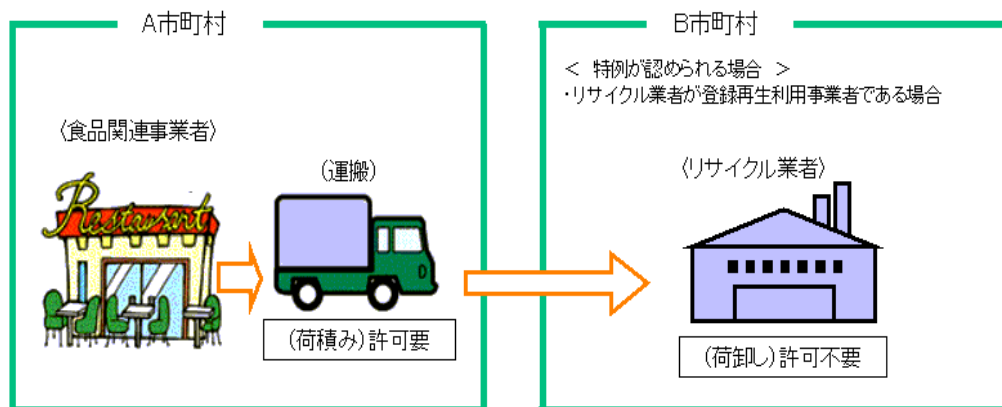 A市町村
〈食品関連事業者〉
Restaurant
(運搬)
(荷積み)許可要
B市町村
< 特例が認められる場合 >
・リサイクル業者が登録再生利用事業者である場合
〈リサイクル業者〉
(荷卸し)許可不要